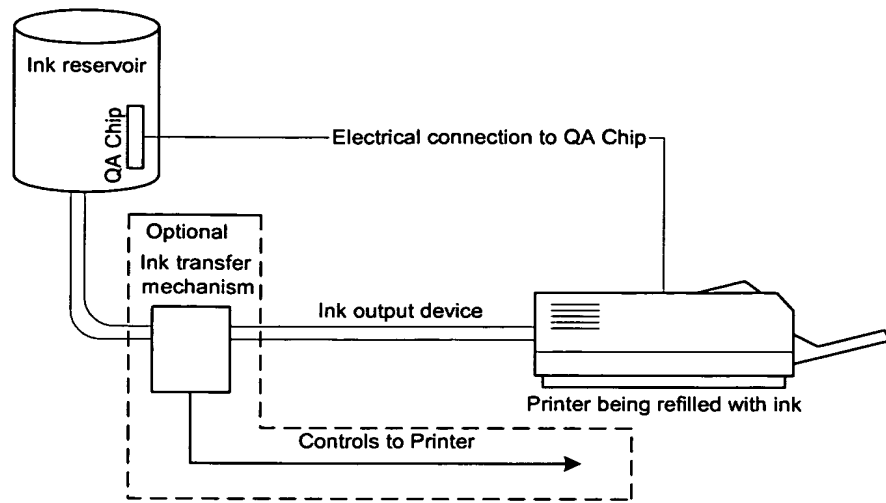 Ink reservoir
QA Chip
Electrical connection to QA Chip
Optional
Ink transfer
mechanism
Ink output device
Printer being refilled with ink
Controls to Printer